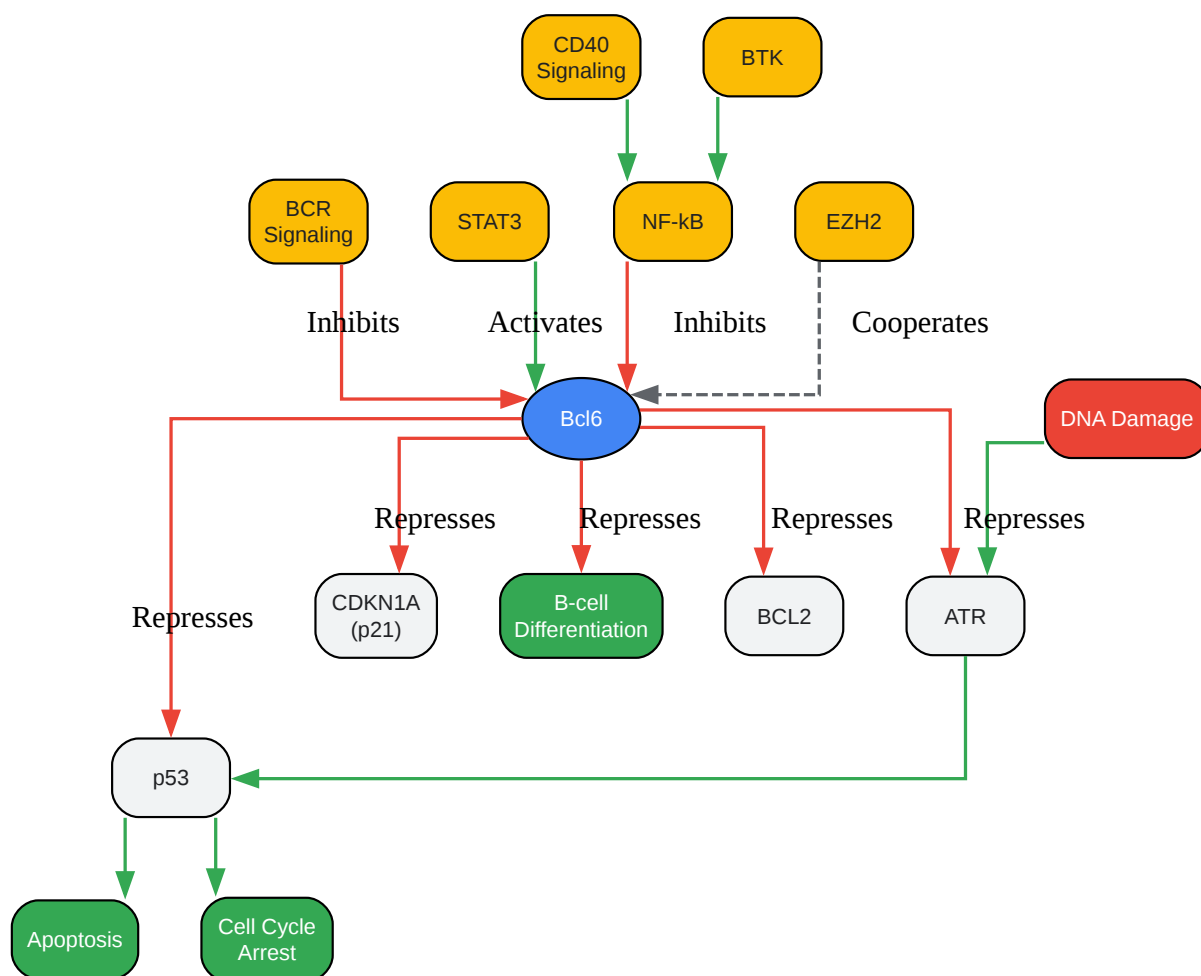 CD40
Signaling
BTK
BCR
Signaling
STAT3
NF-kB
EZH2
Inhibits
Activates
Inhibits
Cooperates
Bcl6
DNA Damage
Represses
Represses
Represses
Represses
CDKN1A
(p21)
B-cell
Differentiation
BCL2
ATR
Represses
p53
Apoptosis
Cell Cycle
Arrest